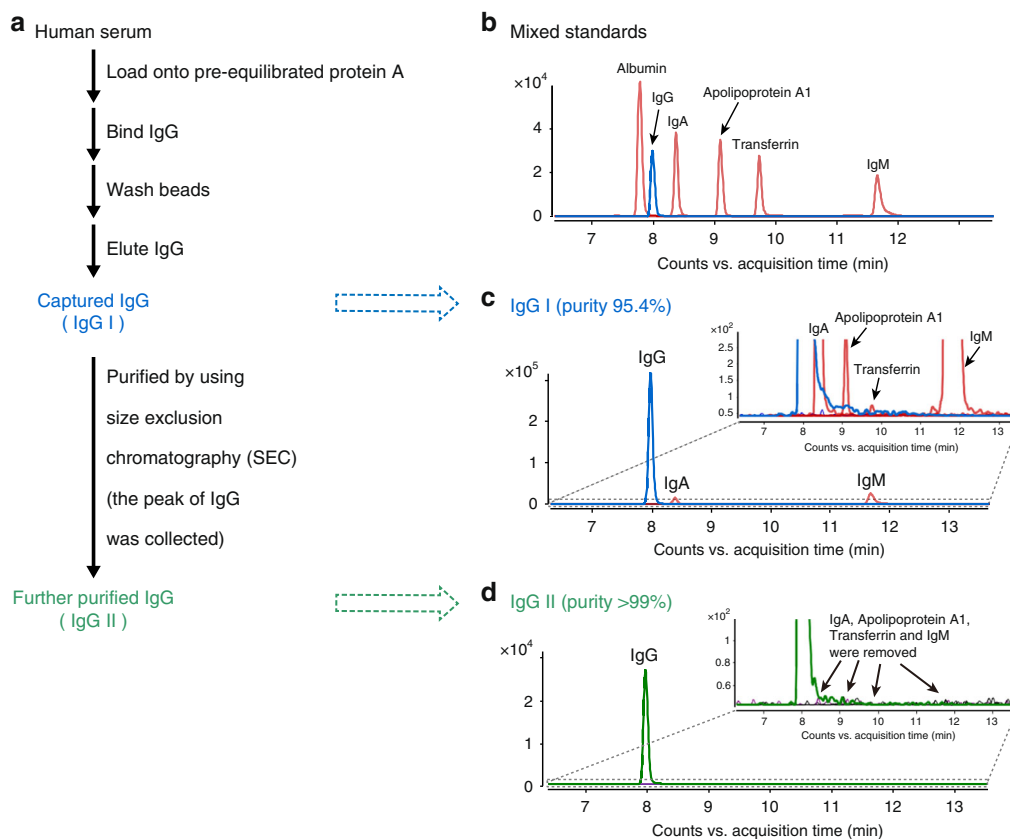 a
Human serum
Load onto pre-equilibrated protein A
Bind IgG
Wash beads
Elute IgG
Captured IgG
( IgG I )
Purified by using
size exclusion
chromatography (SEC)
(the peak of IgG
was collected)
Further purified IgG
( IgG II )
b Mixed standards
×10⁴
4
2
0
Albumin
IgG
IgA
Apolipoprotein A1
Transferrin
IgM
7 8 9 10 11 12
Counts vs. acquisition time (min)
c IgG I (purity 95.4%)
×10⁵
2
1
0
IgG
IgA
IgM
7 8 9 10 11 12 13
Counts vs. acquisition time (min)
×10²
2.5
2.1
1.7
1.3
0.9
0.5
IgA
Apolipoprotein A1
Transferrin
IgM
7 8 9 10 11 12 13
Counts vs. acquisition time (min)
d IgG II (purity >99%)
×10⁴
2
1
0
IgG
7 8 9 10 11 12 13
Counts vs. acquisition time (min)
×10²
1
0.8
0.6
IgA, Apolipoprotein A1,
Transferrin and IgM
were removed
7 8 9 10 11 12 13
Counts vs. acquisition time (min)